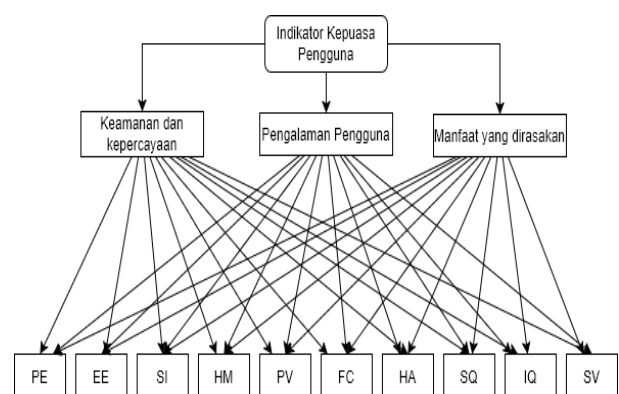 Indikator Kepuasa
Pengguna
Keamanan dan
kepercayaan
Pengalaman Pengguna
Manfaat yang dirasakan
PE
EE
SI
HM
PV
FC
HA
SQ
IQ
SV